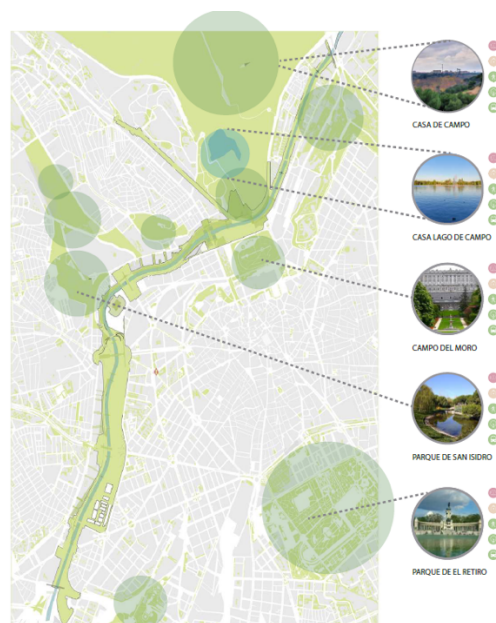 CASA DE CAMPO
CASA LAGO DE CAMPO
CAMPO DEL MORO
PARQUE DE SAN ISIDRO
PARQUE DE EL RETIRO